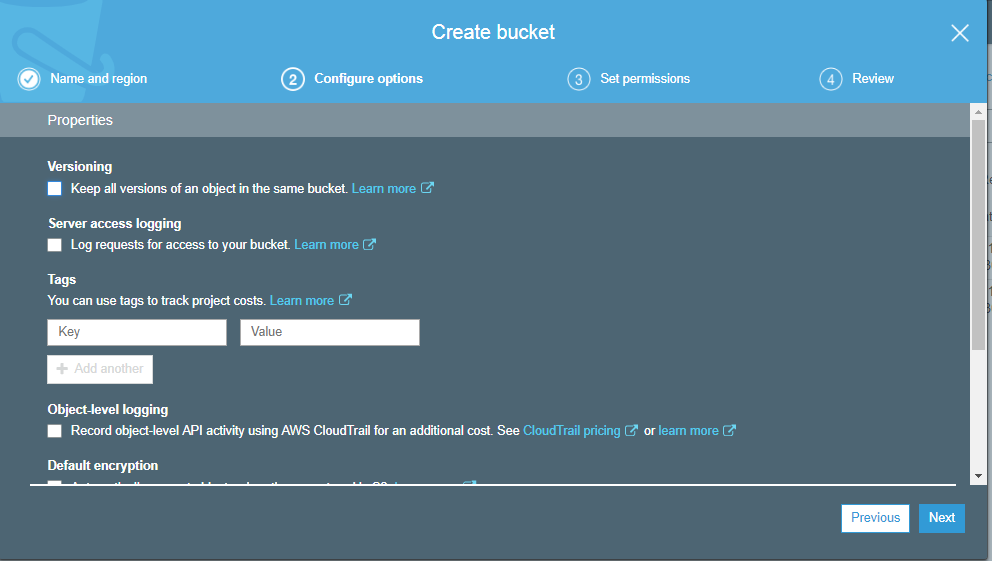 Create bucket
Name and region
2 Configure options
3 Set permissions
4 Review
Properties
Versioning
Keep all versions of an object in the same bucket. Learn more
Server access logging
Log requests for access to your bucket. Learn more
Tags
You can use tags to track project costs. Learn more
Key Value
Add another
Object-level logging
Record object-level API activity using AWS CloudTrail for an additional cost. See CloudTrail pricing or learn more
Default encryption
Previous Next